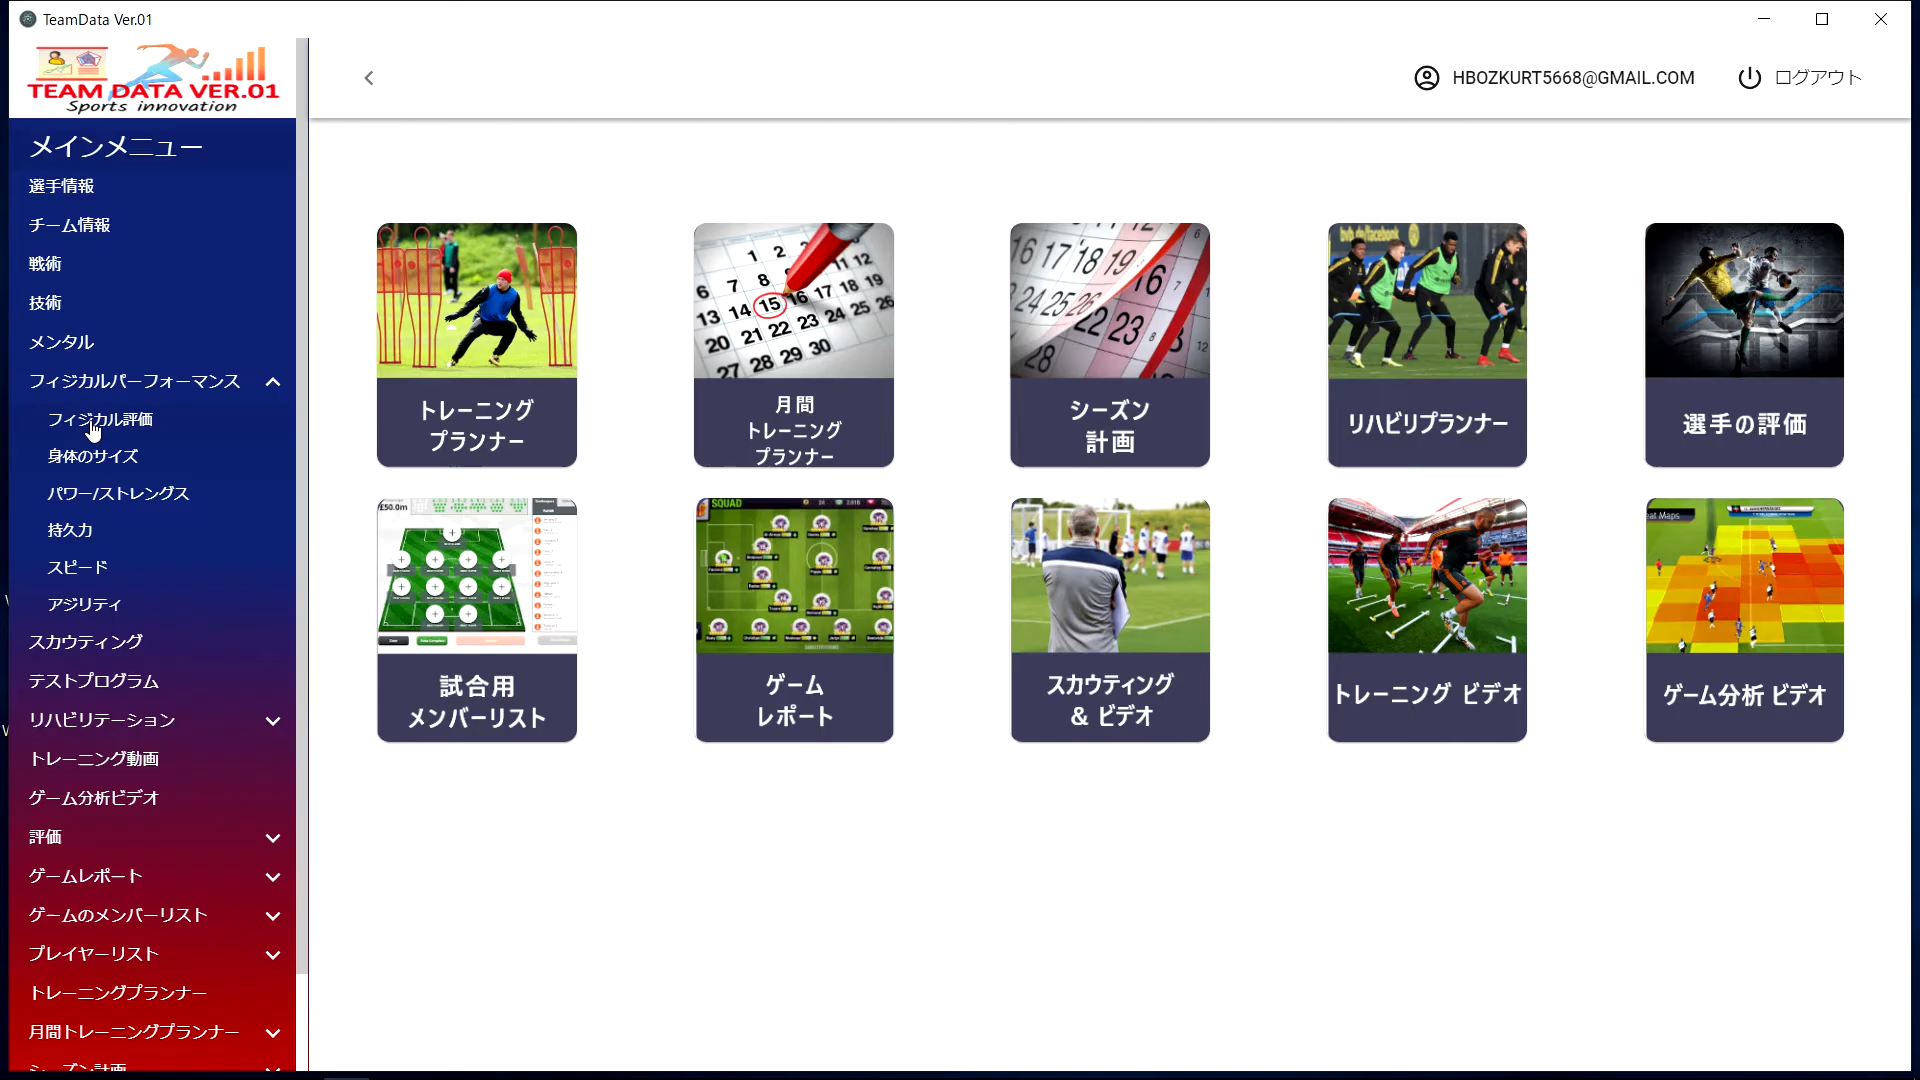 TeamData Ver.01
TEAM DATA VER.01
Sports innovation
HBOZKURT5668@GMAIL.COM
ログアウト
メインメニュー
選手情報
チーム情報
戦術
技術
メンタル
フィジカルパーフォーマンス
フィジカル評価
身体のサイズ
パワー/ストレングス
持久力
スピード
アジリティ
スカウティング
テストプログラム
リハビリテーション
トレーニング動画
ゲーム分析ビデオ
評価
ゲームレポート
ゲームのメンバーリスト
プレイヤーリスト
トレーニングプランナー
月間トレーニングプランナー
シーズン計画
トレーニング
プランナー
月間
トレーニング
プランナー
シーズン
計画
リハビリプランナー
選手の評価
£50.0m
試合用
メンバーリスト
SQUAD
ゲーム
レポート
スカウティング
& ビデオ
トレーニング ビデオ
eat Maps
ゲーム分析 ビデオ